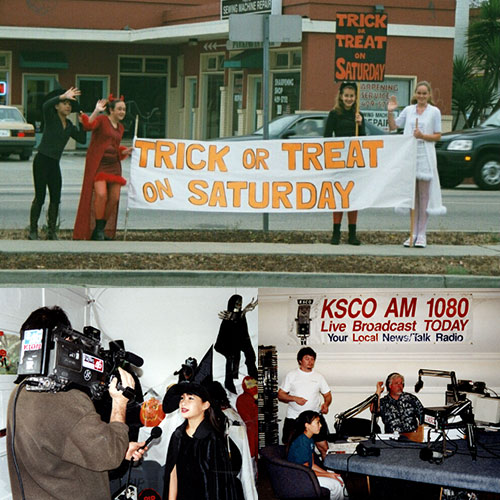 SEWING MACHINE REPAIR
TRICK
OR
TREAT
ON
SATURDAY
TRICK OR TREAT
ON SATURDAY
KSCO AM 1080
Live Broadcast TODAY
Your Local News/Talk Radio